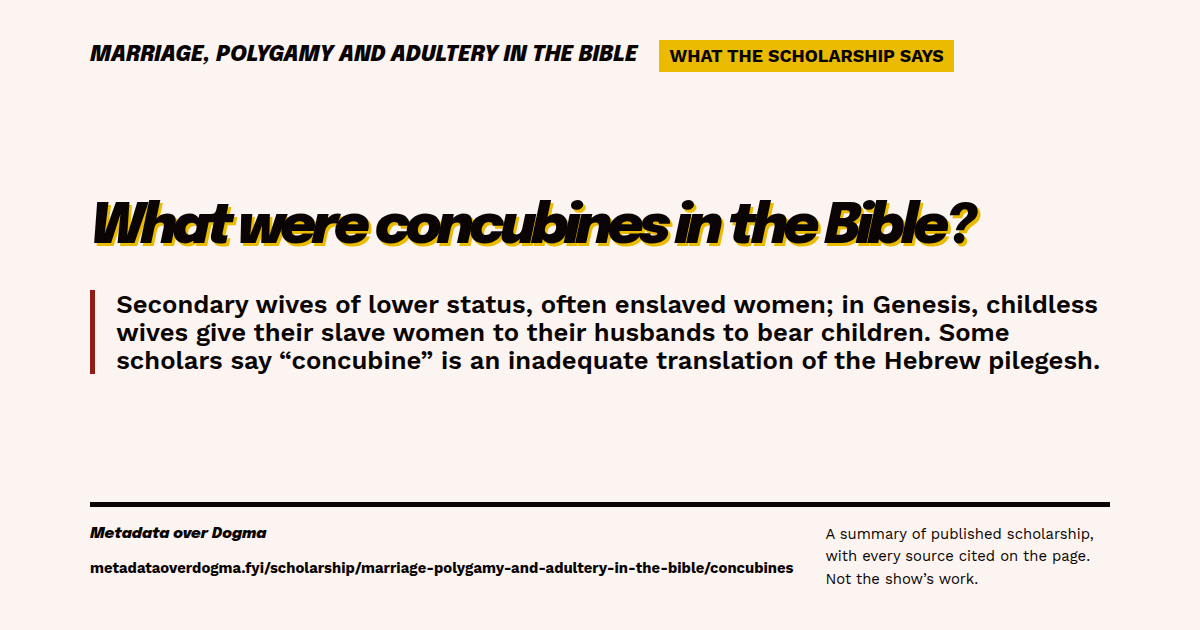 MARRIAGE, POLYGAMY AND ADULTERY IN THE BIBLE
WHAT THE SCHOLARSHIP SAYS
What were concubines in the Bible?
Secondary wives of lower status, often enslaved women; in Genesis, childless
wives give their slave women to their husbands to bear children. Some
scholars say “concubine” is an inadequate translation of the Hebrew pilegesh.
Metadata over Dogma
metadataoverdogma.fyi/scholarship/marriage-polygamy-and-adultery-in-the-bible/concubines
A summary of published scholarship,
with every source cited on the page.
Not the show’s work.